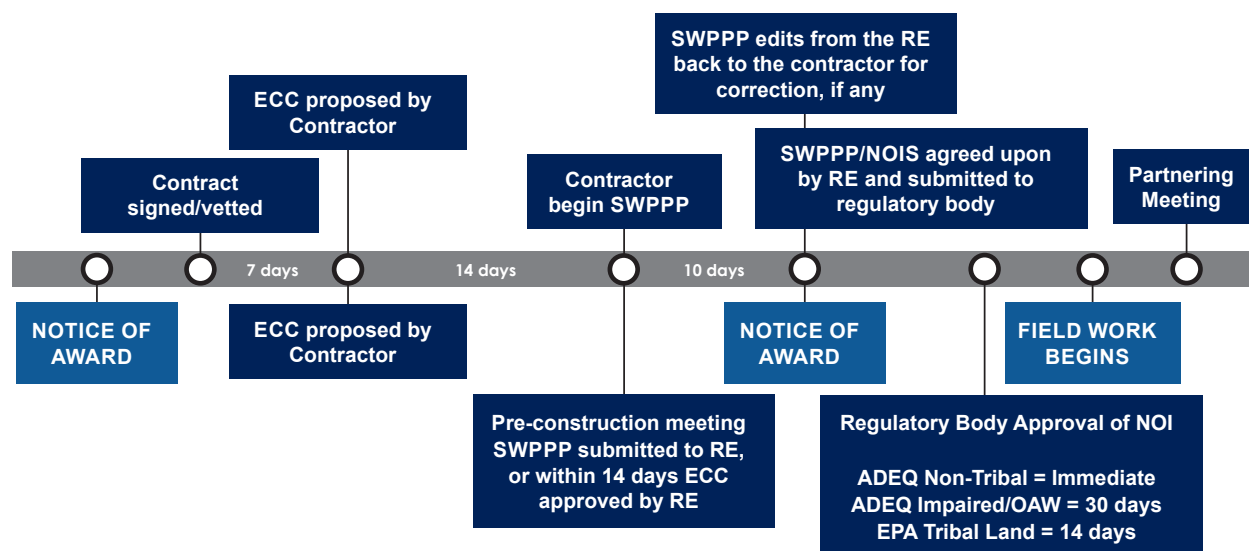 SWPPP edits from the RE
back to the contractor for
correction, if any
ECC proposed by
Contractor
SWPPP/NOIS agreed upon
by RE and submitted to
regulatory body
Contract
signed/vetted
Contractor
begin SWPPP
Partnering
Meeting
7 days
14 days
10 days
NOTICE OF
AWARD
ECC proposed by
Contractor
NOTICE OF
AWARD
FIELD WORK
BEGINS
Pre-construction meeting
SWPPP submitted to RE,
or within 14 days ECC
approved by RE
Regulatory Body Approval of NOI
ADEQ Non-Tribal = Immediate
ADEQ Impaired/OAW = 30 days
EPA Tribal Land = 14 days